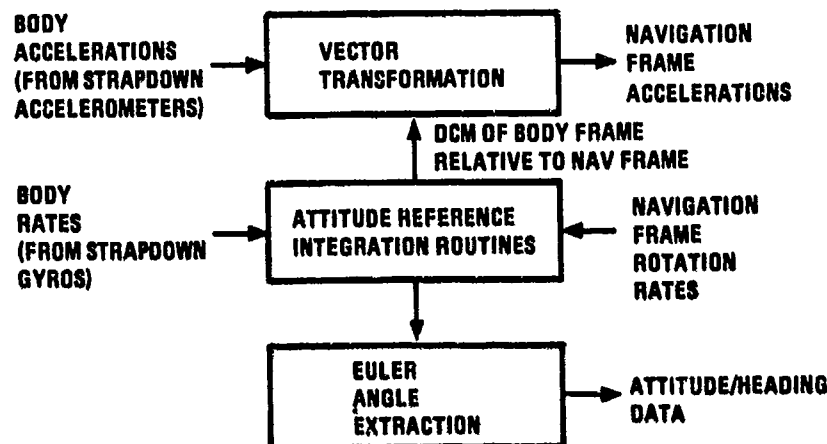 BODY
ACCELERATIONS
(FROM STRAPDOWN
ACCELEROMETERS)
VECTOR
TRANSFORMATION
NAVIGATION
FRAME
ACCELERATIONS
DCM OF BODY FRAME
RELATIVE TO NAV FRAME
BODY
RATES
(FROM STRAPDOWN
GYROS)
ATTITUDE REFERENCE
INTEGRATION ROUTINES
NAVIGATION
FRAME
ROTATION
RATES
EULER
ANGLE
EXTRACTION
ATTITUDE/HEADING
DATA